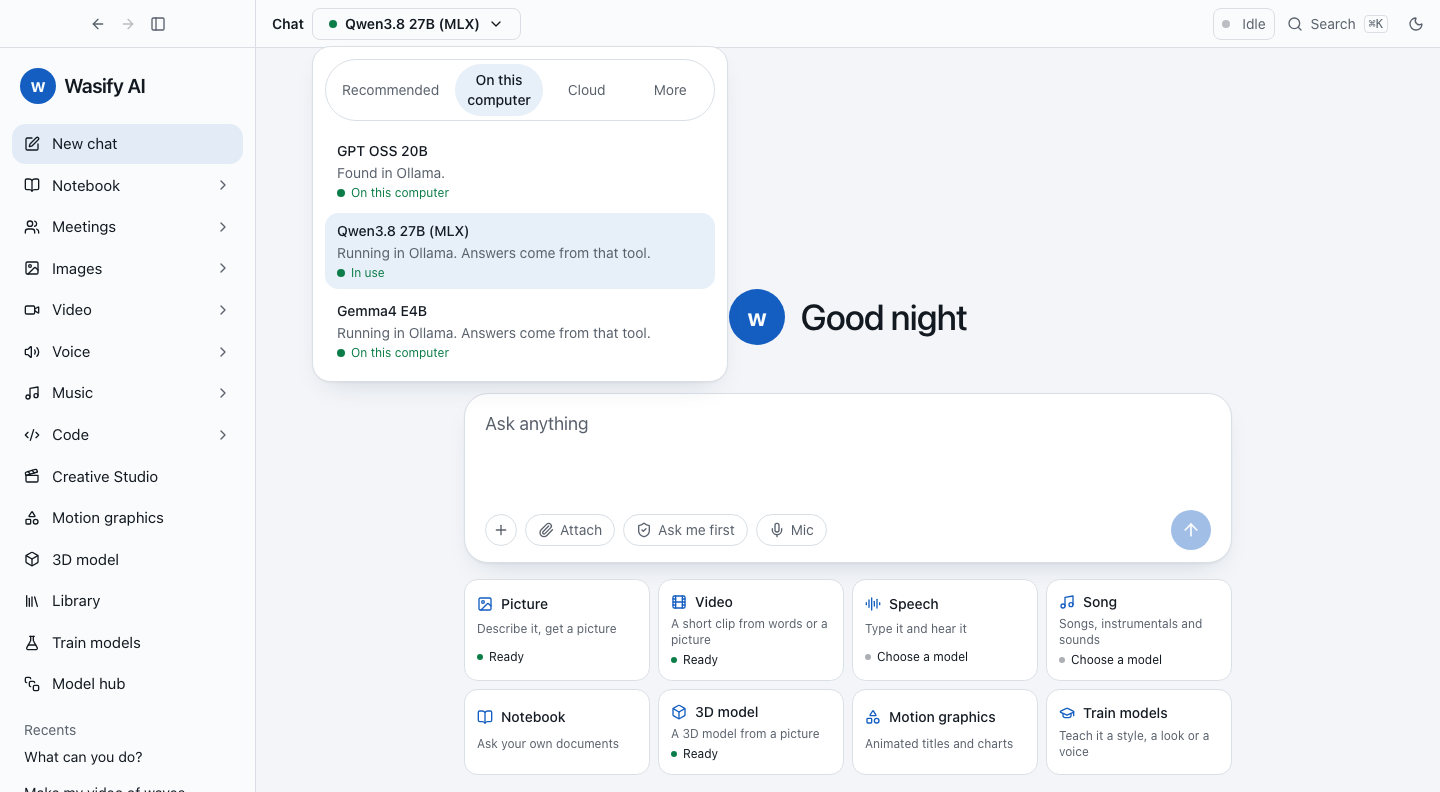 Chat
Qwen3.8 27B (MLX)
Idle
Search
⌘K
W
Wasify AI
New chat
Notebook
Meetings
Images
Video
Voice
Music
Code
Creative Studio
Motion graphics
3D model
Library
Train models
Model hub
Recents
What can you do?
Recommended
On this
computer
Cloud
More
GPT OSS 20B
Found in Ollama.
On this computer
Qwen3.8 27B (MLX)
Running in Ollama. Answers come from that tool.
In use
Gemma4 E4B
Running in Ollama. Answers come from that tool.
On this computer
W
Good night
Ask anything
Attach
Ask me first
Mic
Picture
Describe it, get a picture
Ready
Video
A short clip from words or a
picture
Ready
Speech
Type it and hear it
Choose a model
Song
Songs, instrumentals and
sounds
Choose a model
Notebook
Ask your own documents
3D model
A 3D model from a picture
Ready
Motion graphics
Animated titles and charts
Train models
Teach it a style, a look or a
voice